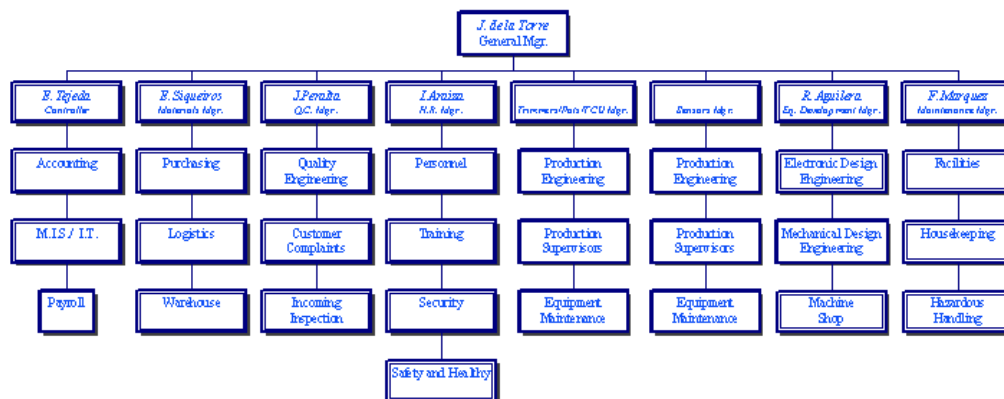 J. de la Torre
General Mgr.
E. Tejeda
Controller
E. Siqueiros
Materials Mgr.
J.Peralta
Q.C. Mgr.
I.Araiza
H.R. Mgr.
Mgr.
Sensors Mgr.
R. Aguilera
Eq. Development Mgr.
F.Marquez
Maintenance Mgr.
Accounting
Purchasing
Quality
Engineering
Personnel
Production
Engineering
Production
Engineering
Electronic Design
Engineering
Facilities
M.I.S./ I.T.
Logistics
Customer
Complaints
Training
Production
Supervisors
Production
Supervisors
Mechanical Design
Engineering
Housekeeping
Payroll
Warehouse
Incoming
Inspection
Security
Equipment
Maintenance
Equipment
Maintenance
Machine
Shop
Hazardous
Handling
Safety and Healthy